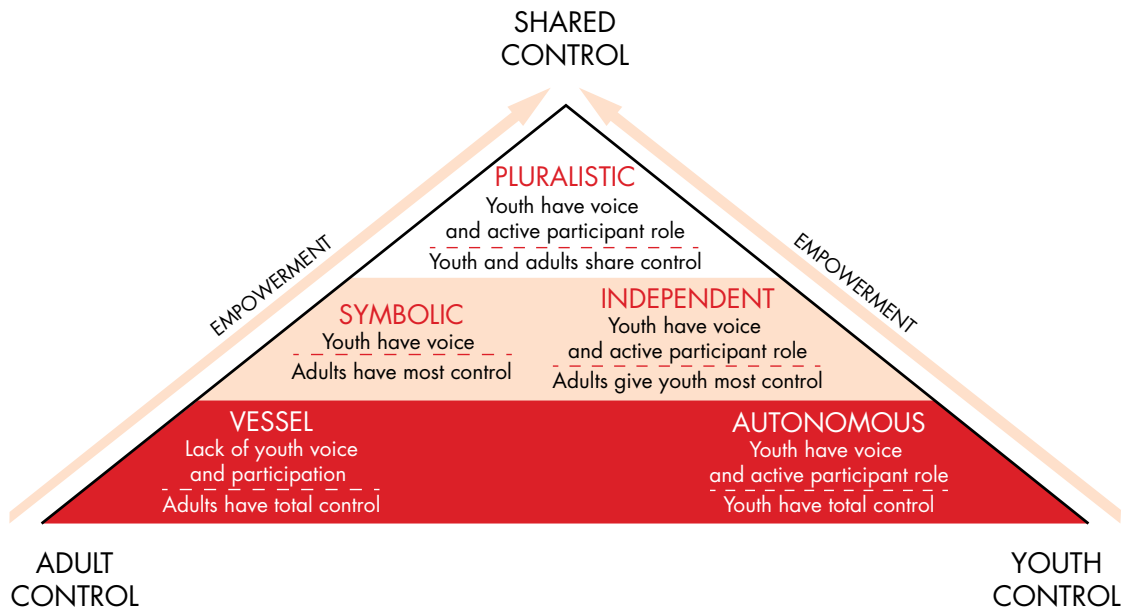 SHARED
CONTROL
EMPOWERMENT
EMPOWERMENT
PLURALISTIC
Youth have voice
and active participant role
Youth and adults share control
SYMBOLIC
Youth have voice
Adults have most control
INDEPENDENT
Youth have voice
and active participant role
Adults give youth most control
VESSEL
Lack of youth voice
and participation
Adults have total control
AUTONOMOUS
Youth have voice
and active participant role
Youth have total control
ADULT
CONTROL
YOUTH
CONTROL